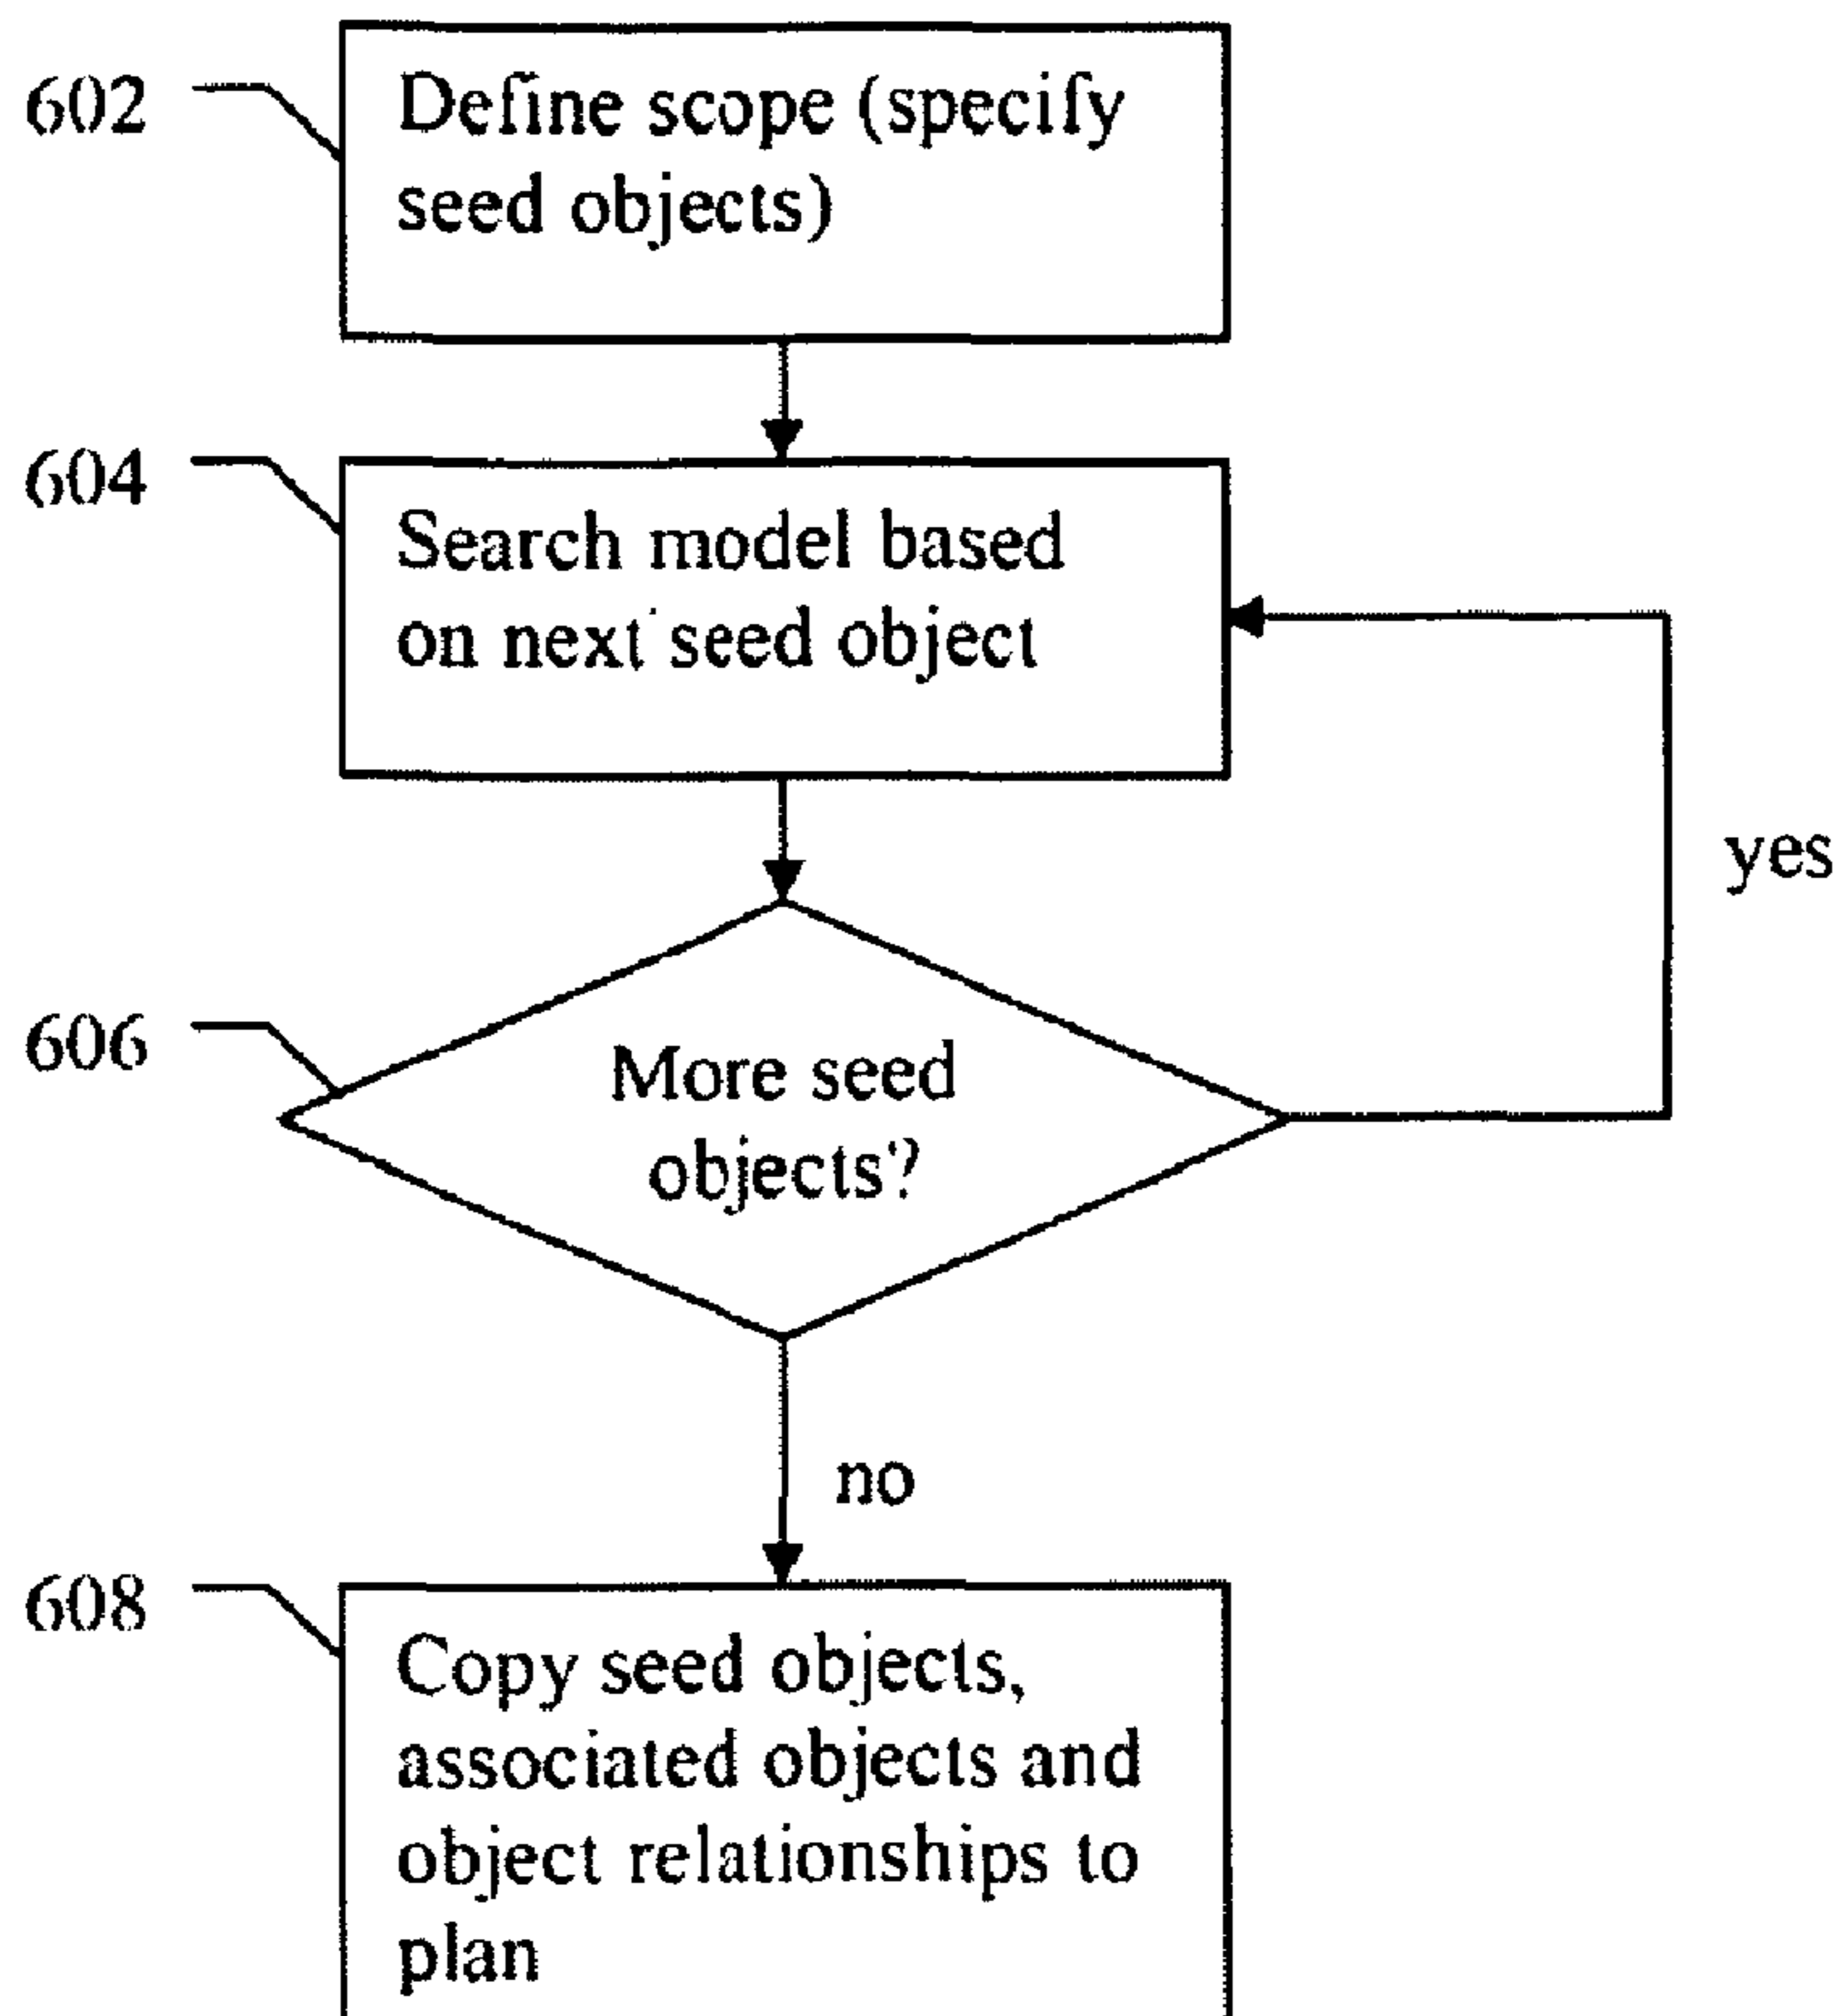 602
Define scope (specify
seed objects)
604
Search model based
on next seed object
yes
606
More seed
objects?
no
608
Copy seed objects,
associated objects and
object relationships to
plan